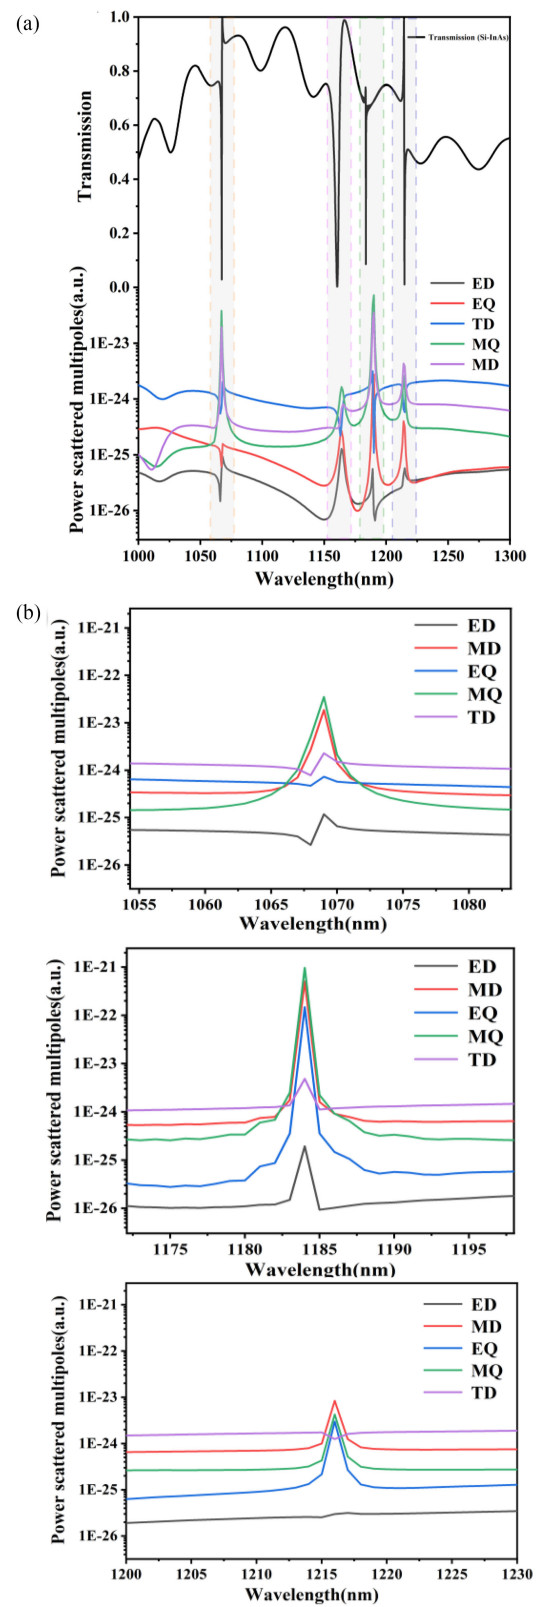 (a)
Transmission
1.0
0.8
0.6
0.4
0.2
0.0
Transmission (Si-InAs)
Power scattered multipoles(a.u.)
1E-23
1E-24
1E-25
1E-26
ED
EQ
TD
MQ
MD
1000 1050 1100 1150 1200 1250 1300
Wavelength(nm)
(b)
Power scattered multipoles(a.u.)
1E-21
1E-22
1E-23
1E-24
1E-25
1E-26
ED
MD
EQ
MQ
TD
1055 1060 1065 1070 1075 1080
Wavelength(nm)
Power scattered multipoles(a.u.)
1E-21
1E-22
1E-23
1E-24
1E-25
1E-26
ED
MD
EQ
MQ
TD
1175 1180 1185 1190 1195
Wavelength(nm)
Power scattered multipoles(a.u.)
1E-21
1E-22
1E-23
1E-24
1E-25
1E-26
ED
MD
EQ
MQ
TD
1200 1205 1210 1215 1220 1225 1230
Wavelength(nm)